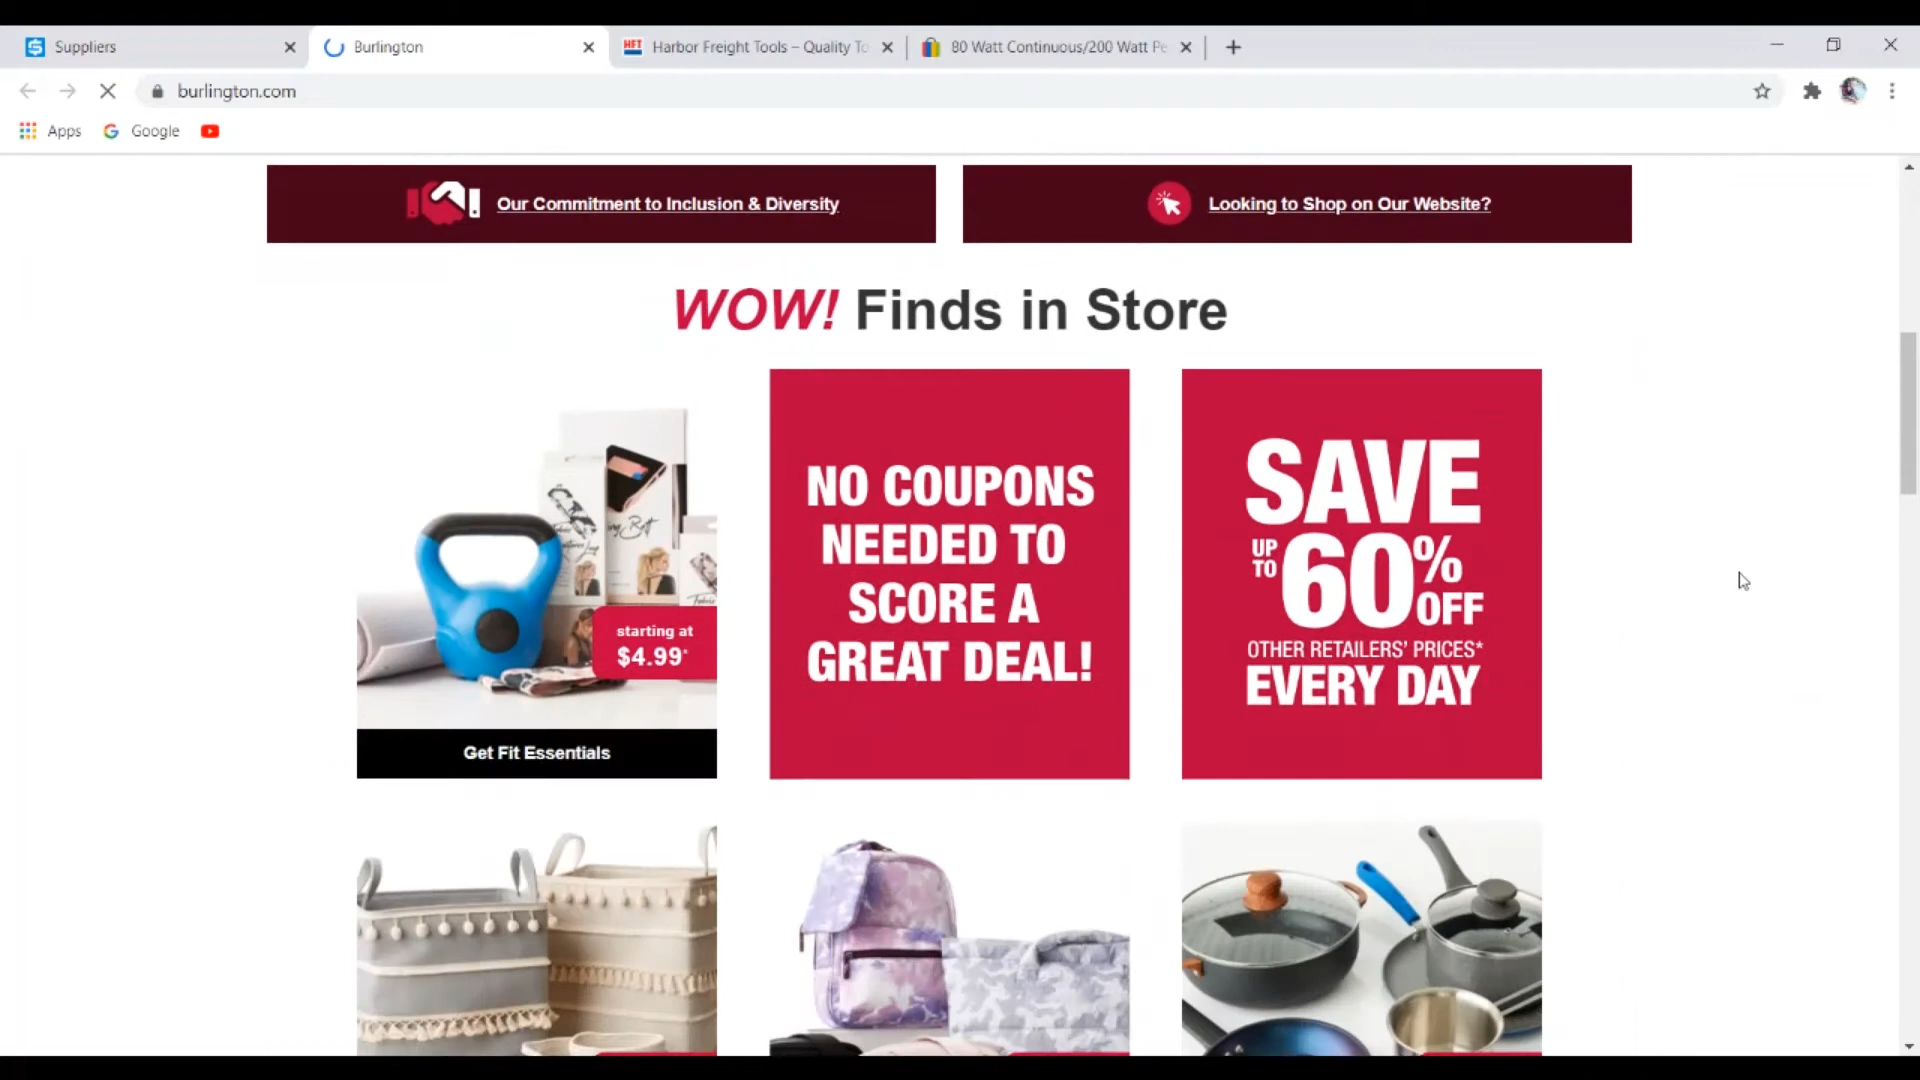 Suppliers
Burlington
HFT Harbor Freight Tools – Quality To
80 Watt Continuous/200 Watt Pe
burlington.com
Apps
Google
Our Commitment to Inclusion & Diversity
Looking to Shop on Our Website?
WOW! Finds in Store
starting at
$4.99*
Get Fit Essentials
NO COUPONS
NEEDED TO
SCORE A
GREAT DEAL!
SAVE
UP
TO
60%
OFF
OTHER RETAILERS' PRICES*
EVERY DAY